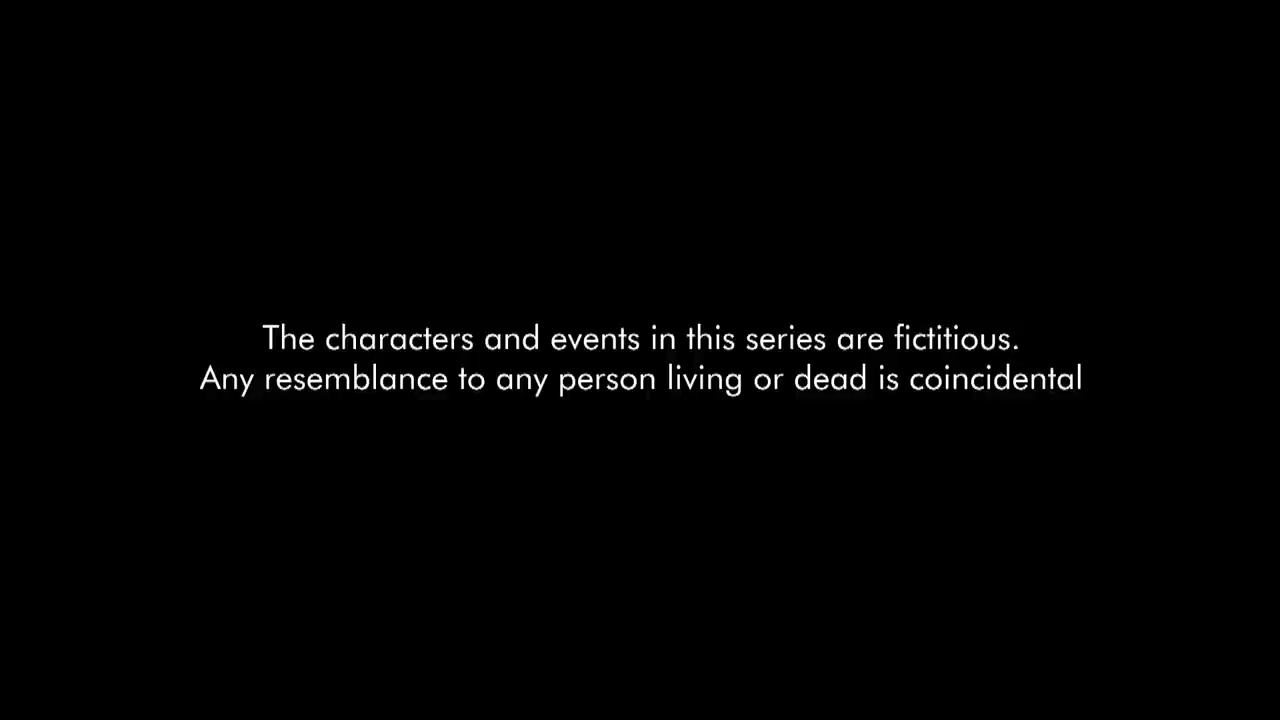 The characters and events in this series are fictitious.
Any resemblance to any person living or dead is coincidental